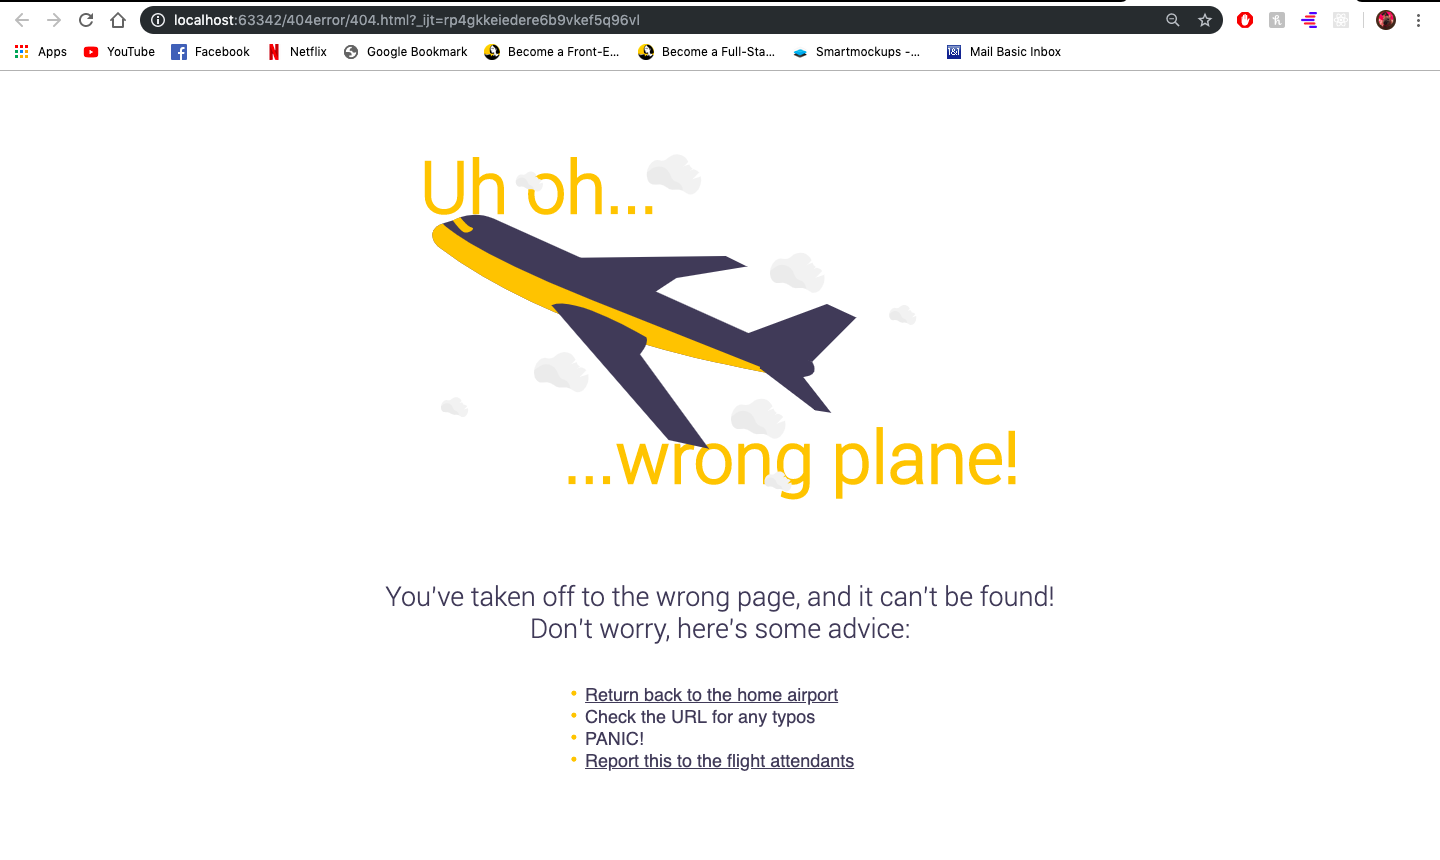 localhost:63342/404error/404.html?_ijt=rp4gkkeiedere6b9vkef5q96vl
Apps YouTube Facebook Netflix Google Bookmark Become a Front-E... Become a Full-Sta... Smartmockups -... Mail Basic Inbox
Uh oh...
...wrong plane!
You've taken off to the wrong page, and it can't be found!
Don't worry, here's some advice:
• Return back to the home airport
• Check the URL for any typos
• PANIC!
• Report this to the flight attendants